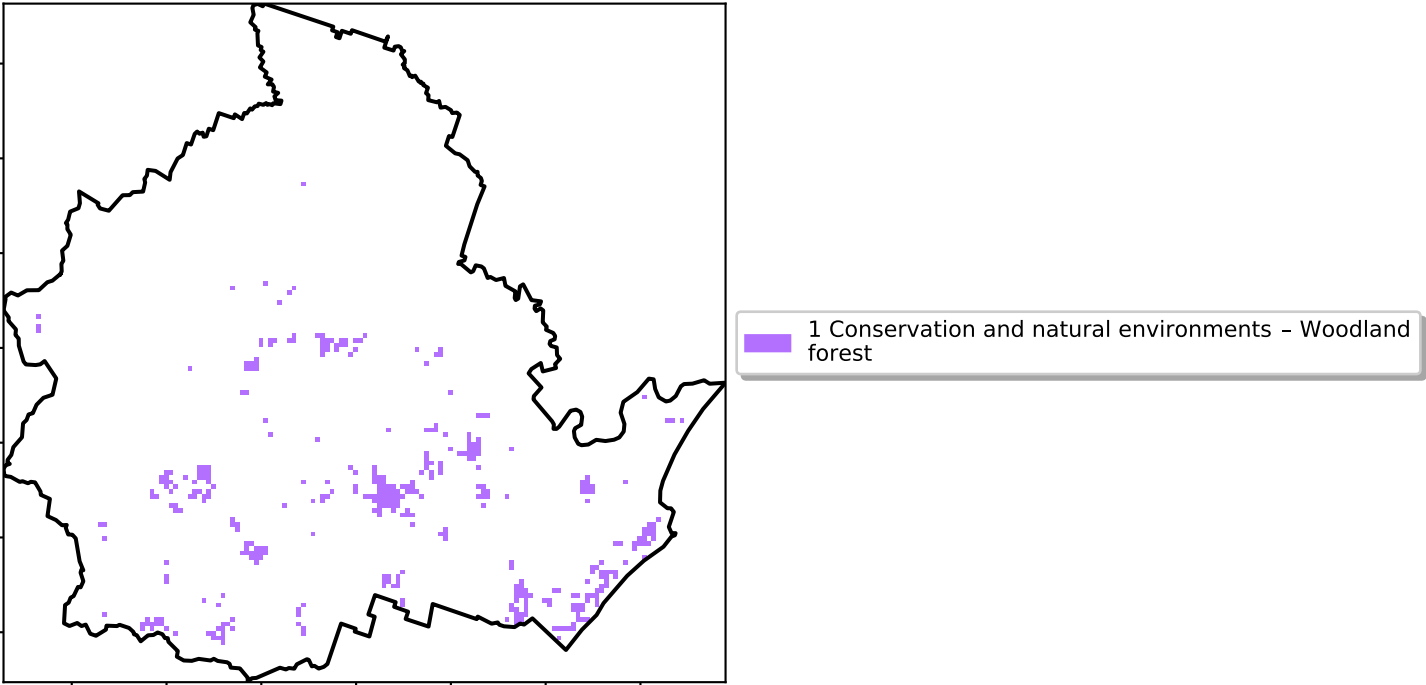 1 Conservation and natural environments – Woodland
forest